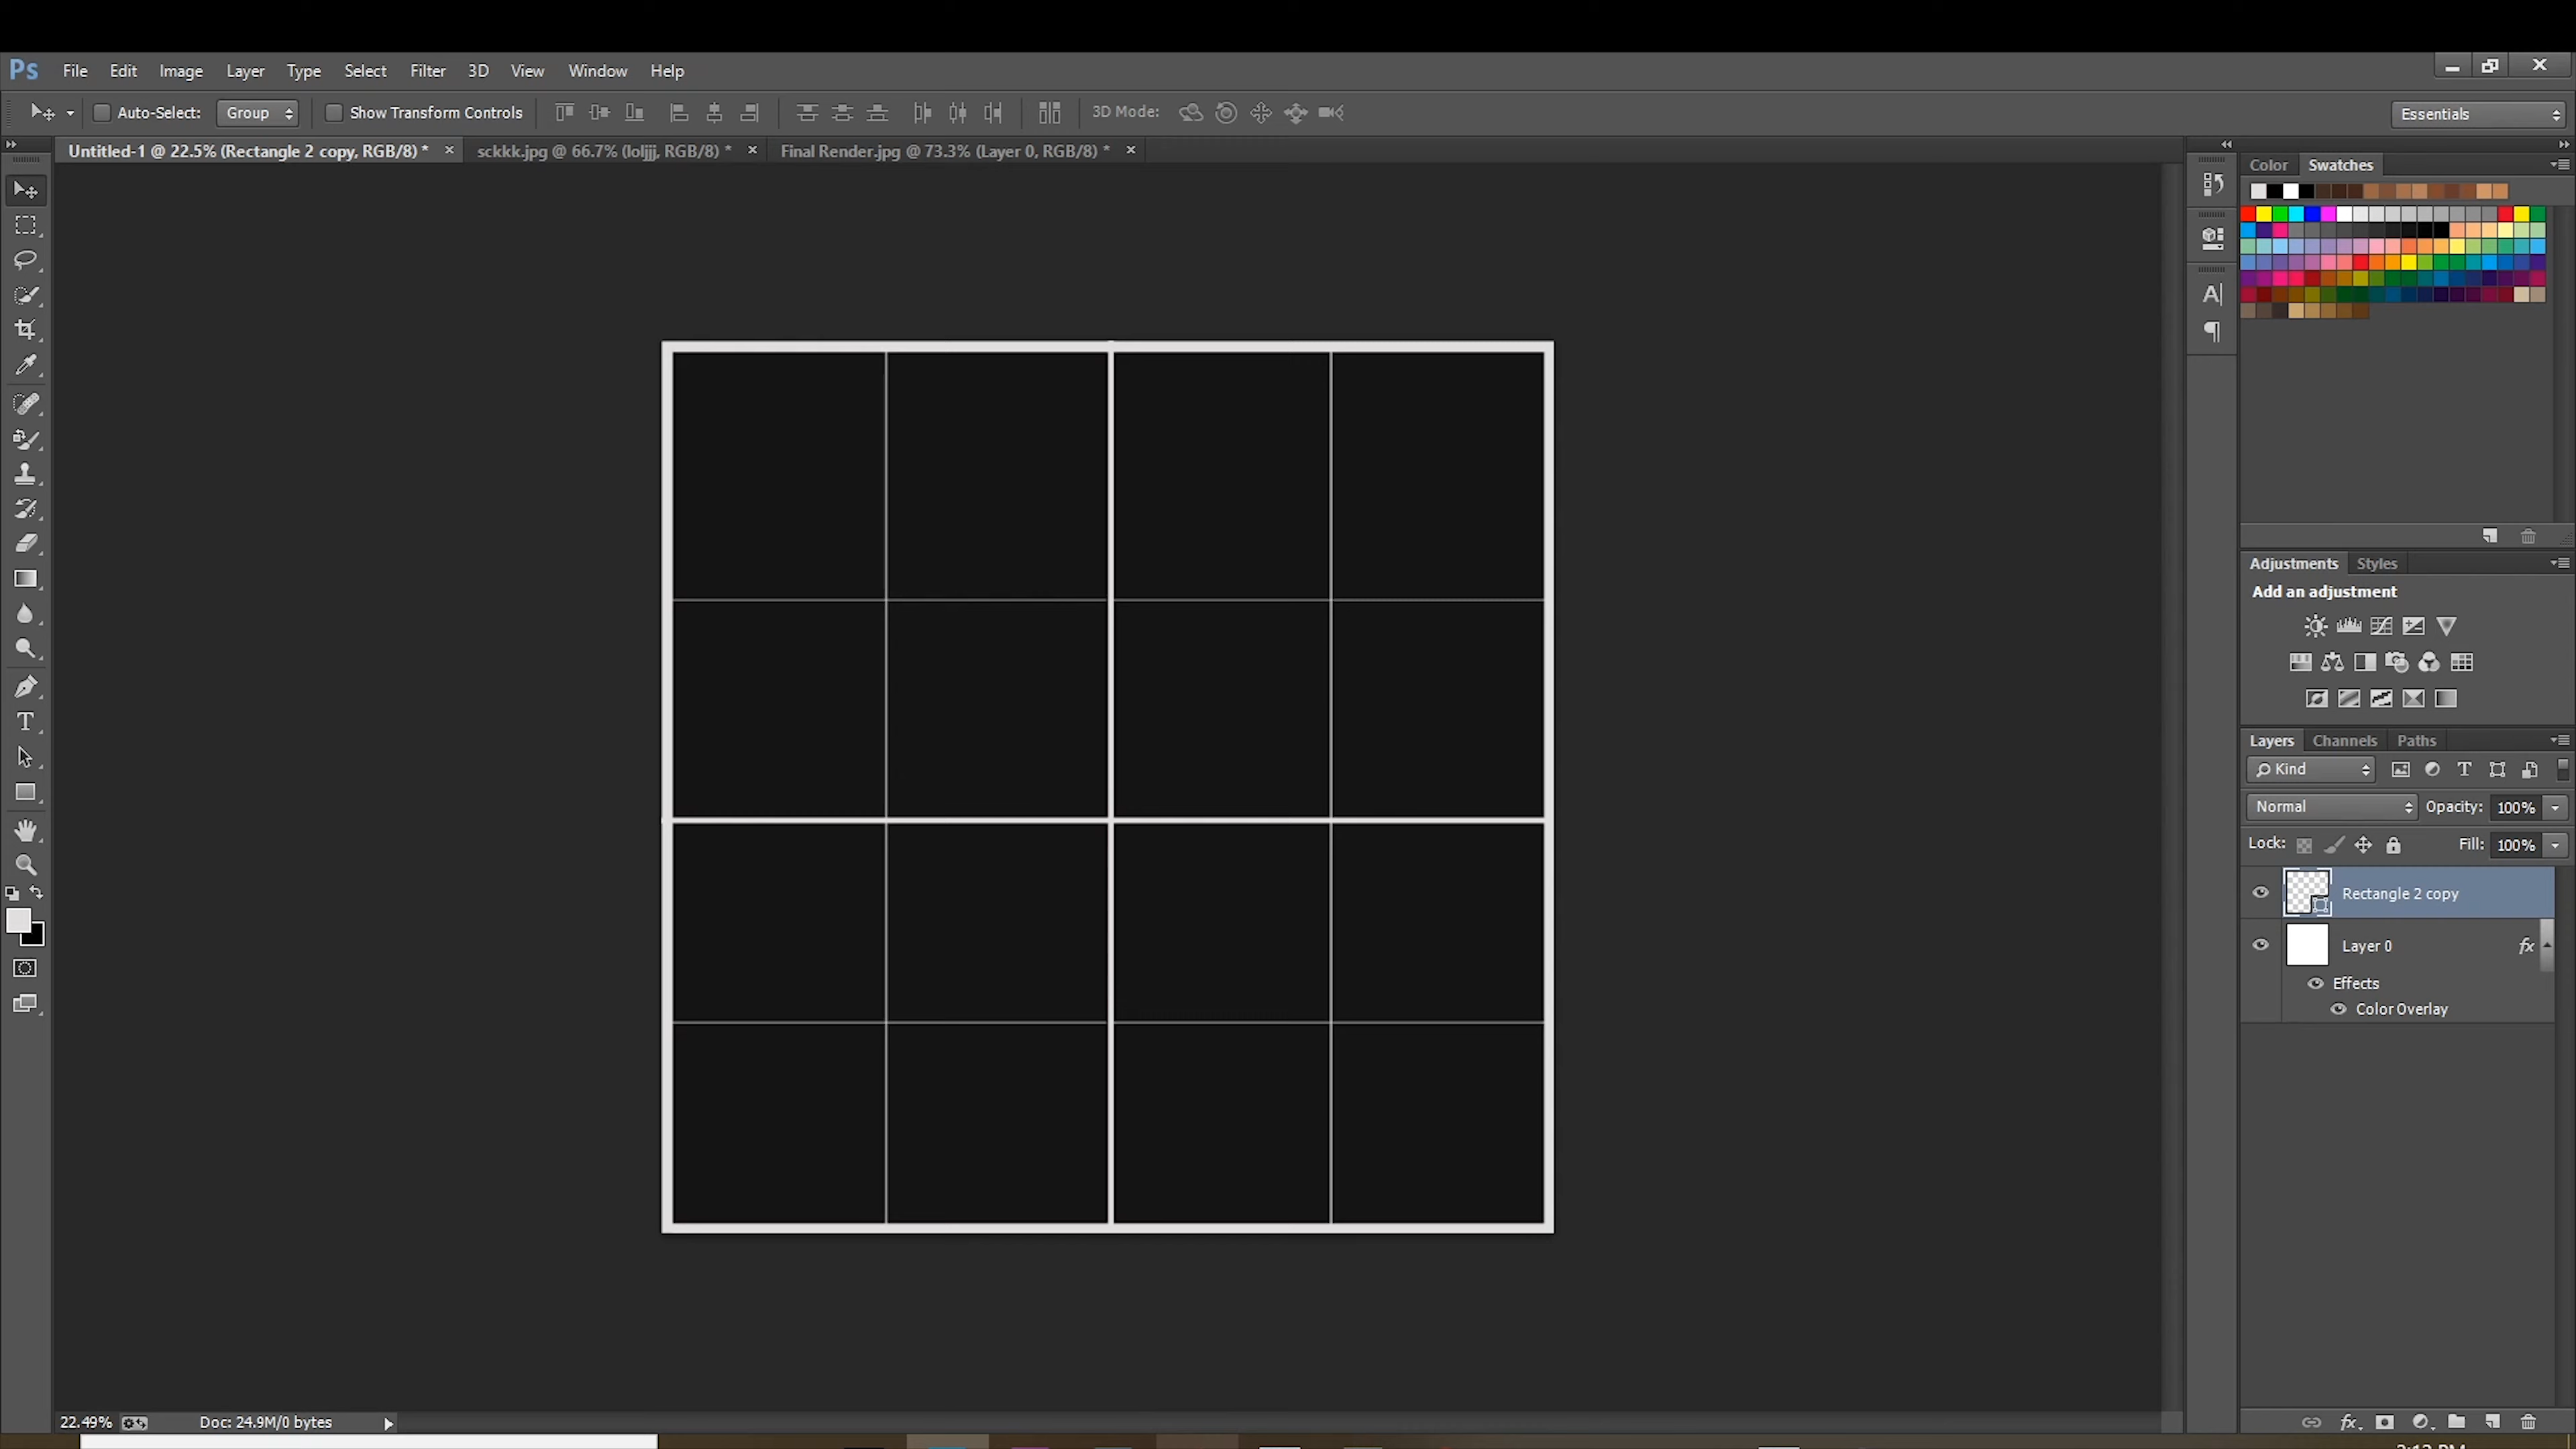 Ps File Edit Image Layer Type Select Filter 3D View Window Help
Auto-Select: Group Show Transform Controls 3D Mode: Essentials
Untitled-1 @ 22.5% (Rectangle 2 copy, RGB/8) * × sckkk.jpg @ 66.7% (loljjj, RGB/8) * × Final Render.jpg @ 73.3% (Layer 0, RGB/8) * ×
Color Swatches
Adjustments Styles
Add an adjustment
Layers Channels Paths
Kind
Normal Opacity: 100%
Lock: Fill: 100%
Rectangle 2 copy
Layer 0 fx
Effects
Color Overlay
22.49% Doc: 24.9M/0 bytes